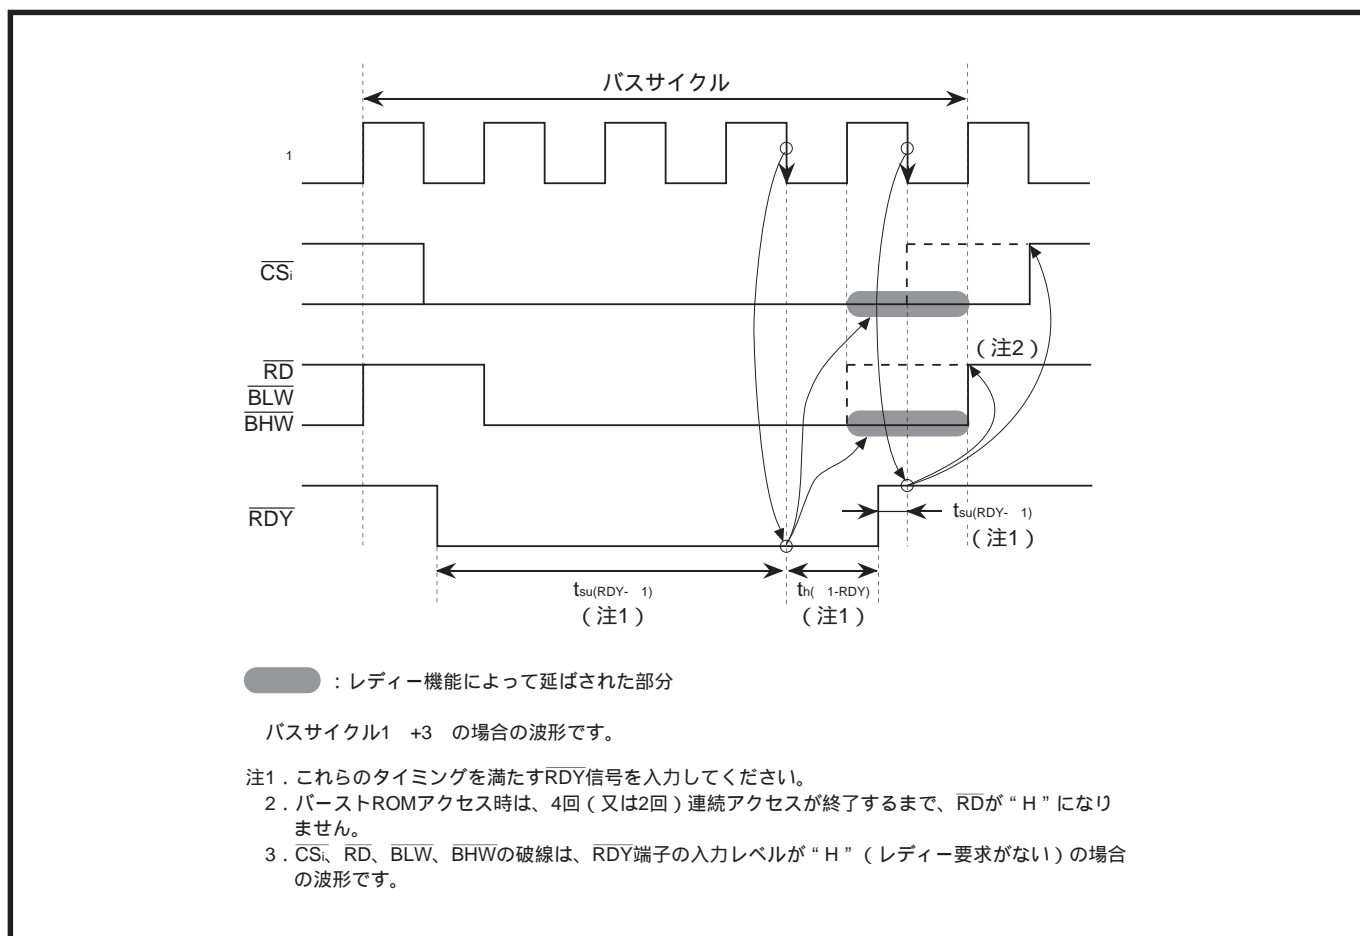 バスサイクル
1
CSi
RD
BLW
BHW
RDY
(注2)
tsu(RDY- 1)
(注1)
tsu(RDY- 1)
(注1)
th( 1-RDY)
(注1)
:レディー機能によって延ばされた部分
バスサイクル1 +3 の場合の波形です。
注1.これらのタイミングを満たすRDY信号を入力してください。
2.バーストROMアクセス時は、4回(又は2回)連続アクセスが終了するまで、RDが“H”になり
ません。
3.CSi、RD、BLW、BHWの破線は、RDY端子の入力レベルが“H”(レディー要求がない)の場合
の波形です。